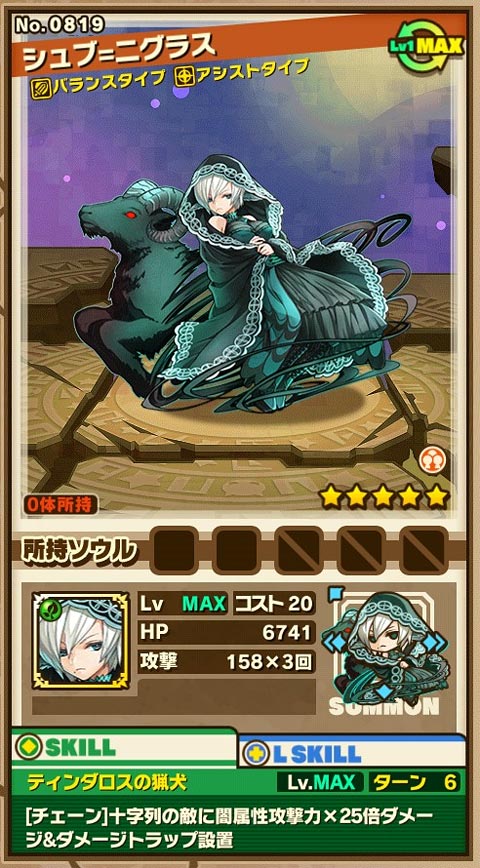 No.0819
シュブ=ニグラス
Lv1 MAX
バランスタイプ アシストタイプ
0体所持
所持ソウル
Lv MAX コスト 20
HP 6741
攻撃 158×3回
SUMMON
SKILL
L SKILL
ティンダロスの猟犬 Lv.MAX ターン 6
[チェーン]十字列の敵に闇属性攻撃力×25倍ダメー
ジ&ダメージトラップ設置